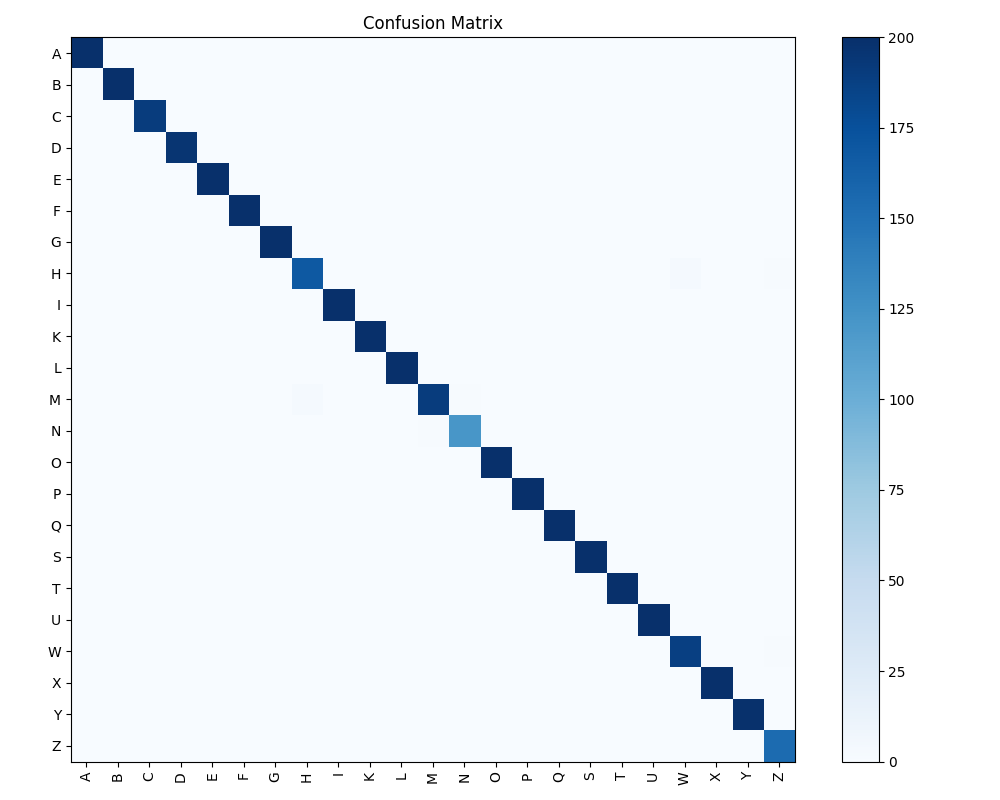 Confusion Matrix
A
B
C
D
E
F
G
H
I
K
L
M
N
O
P
Q
S
T
U
W
X
Y
Z
A B C D E F G H I K L M N O P Q S T U W X Y Z
200
175
150
125
100
75
50
25
0